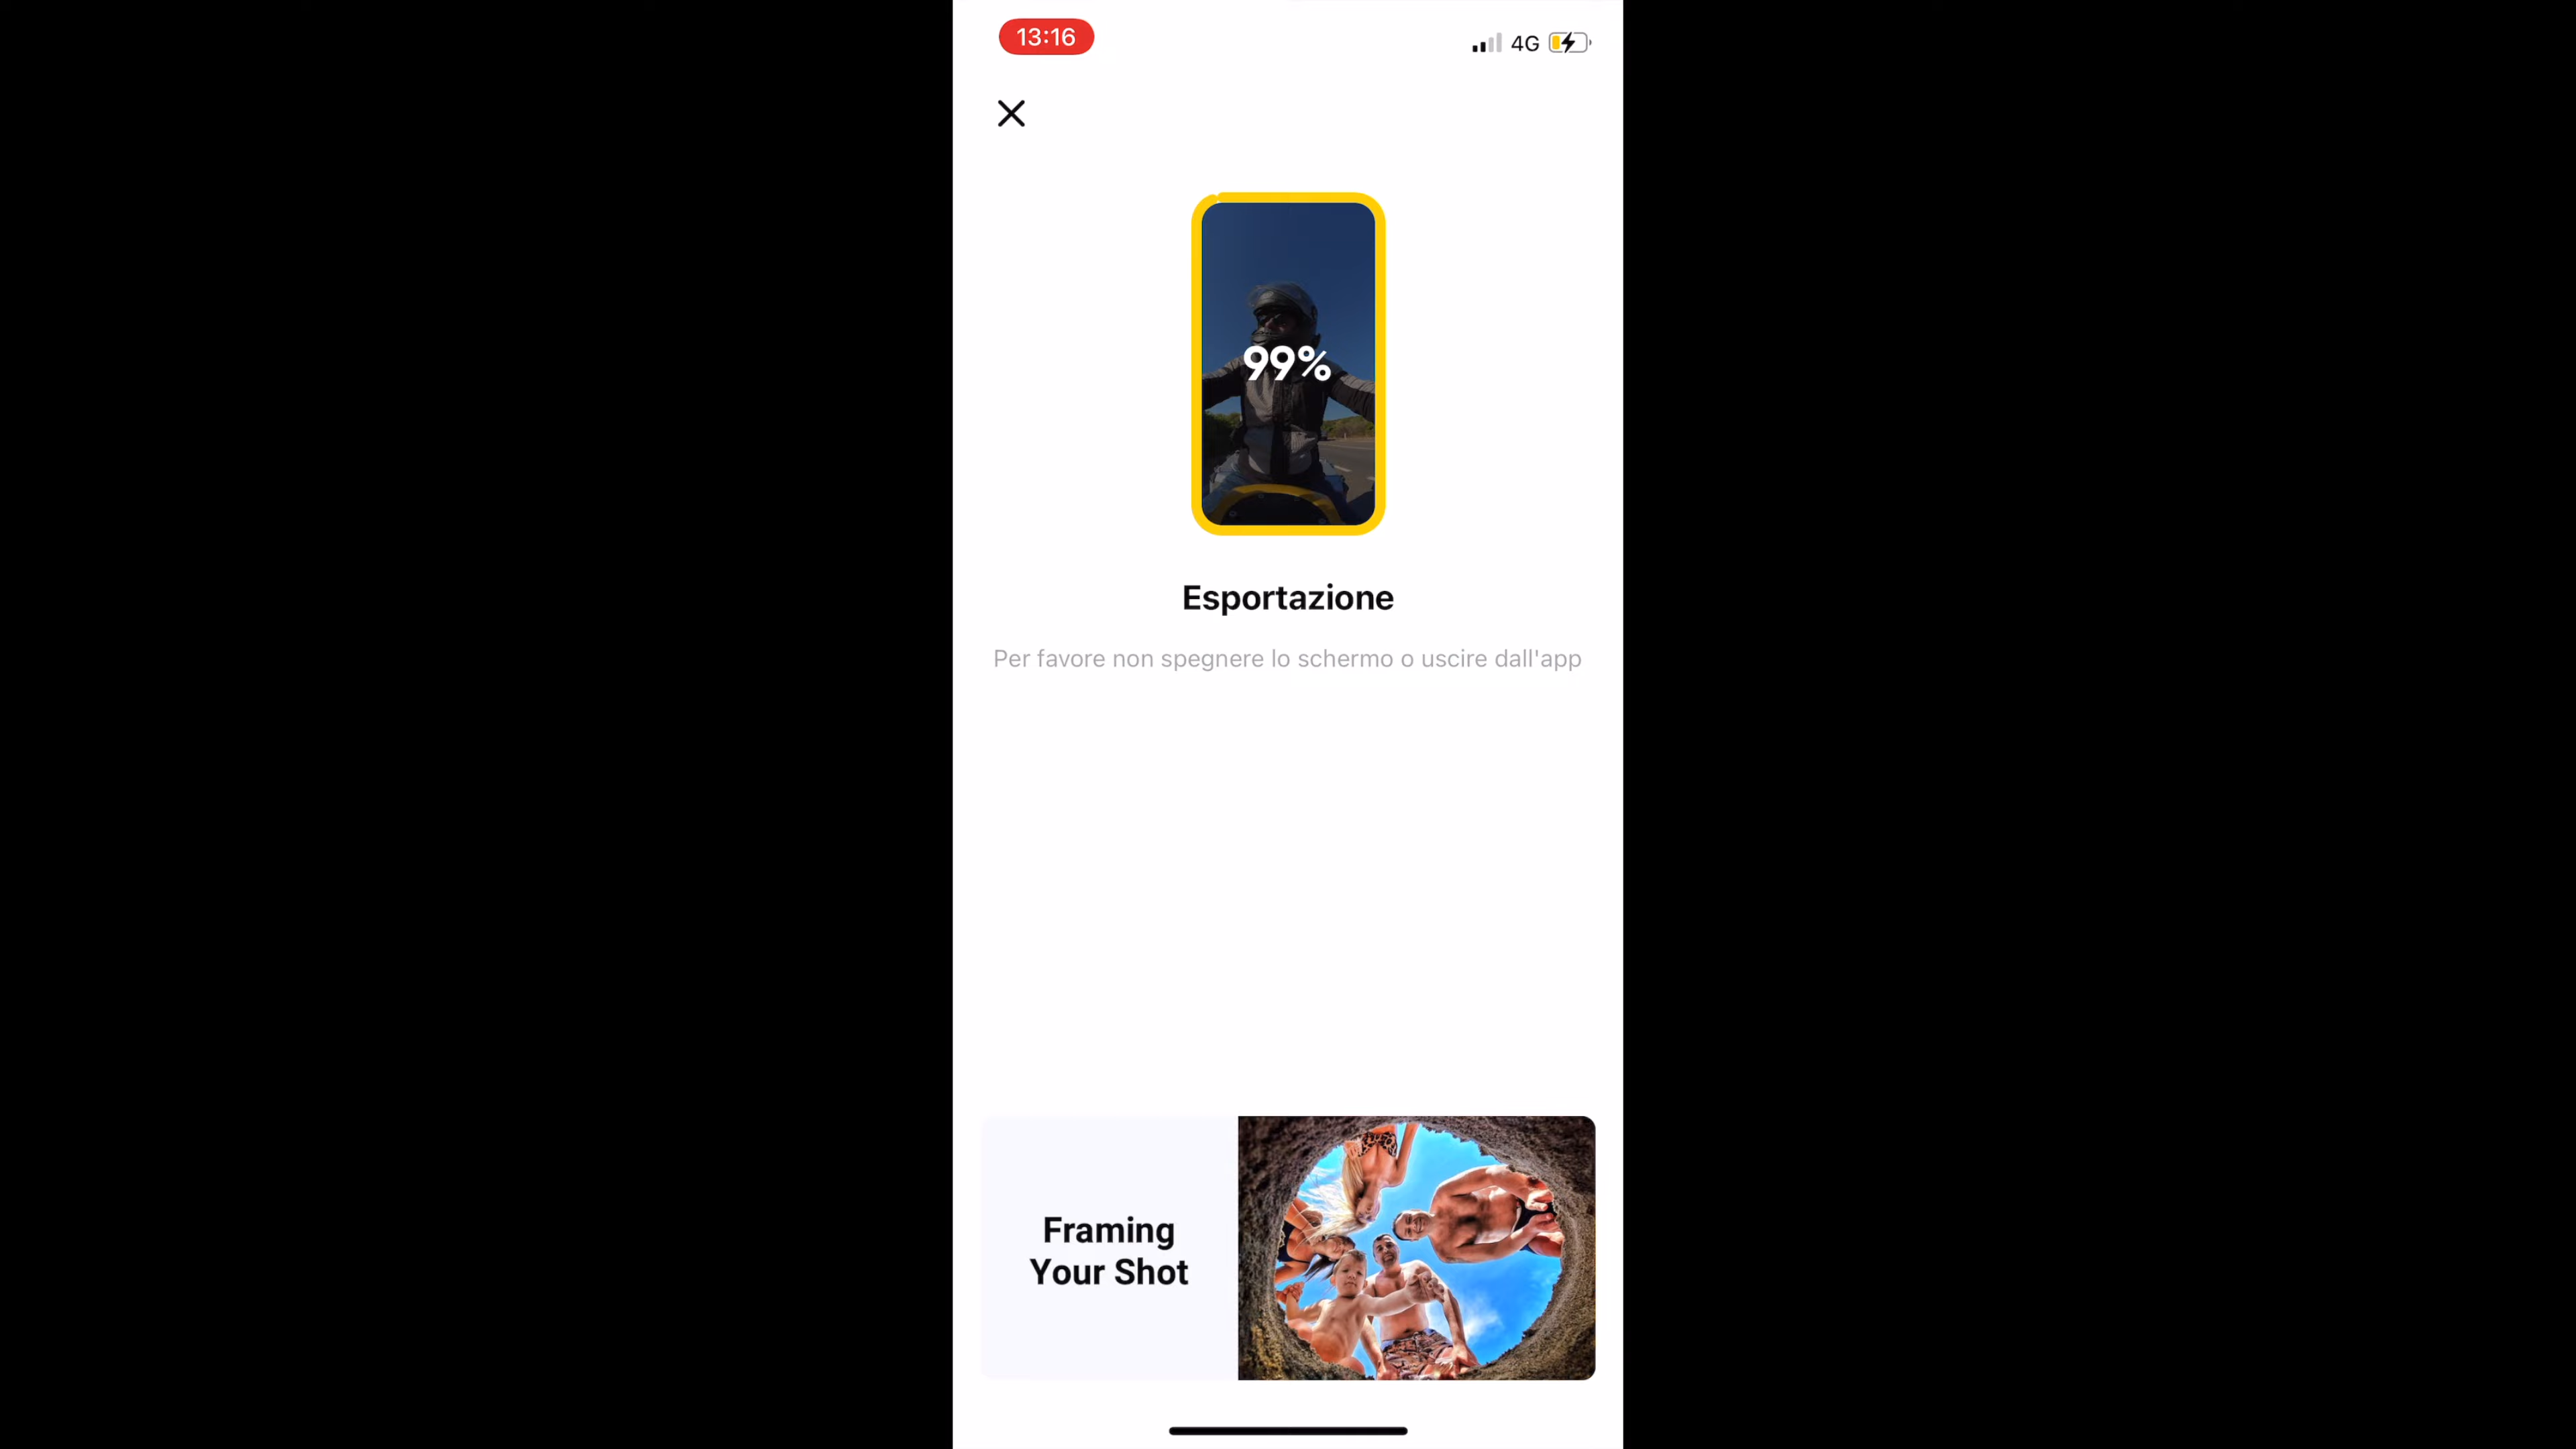 13:16
4G
99%
Esportazione
Per favore non spegnere lo schermo o uscire dall'app
Framing
Your Shot